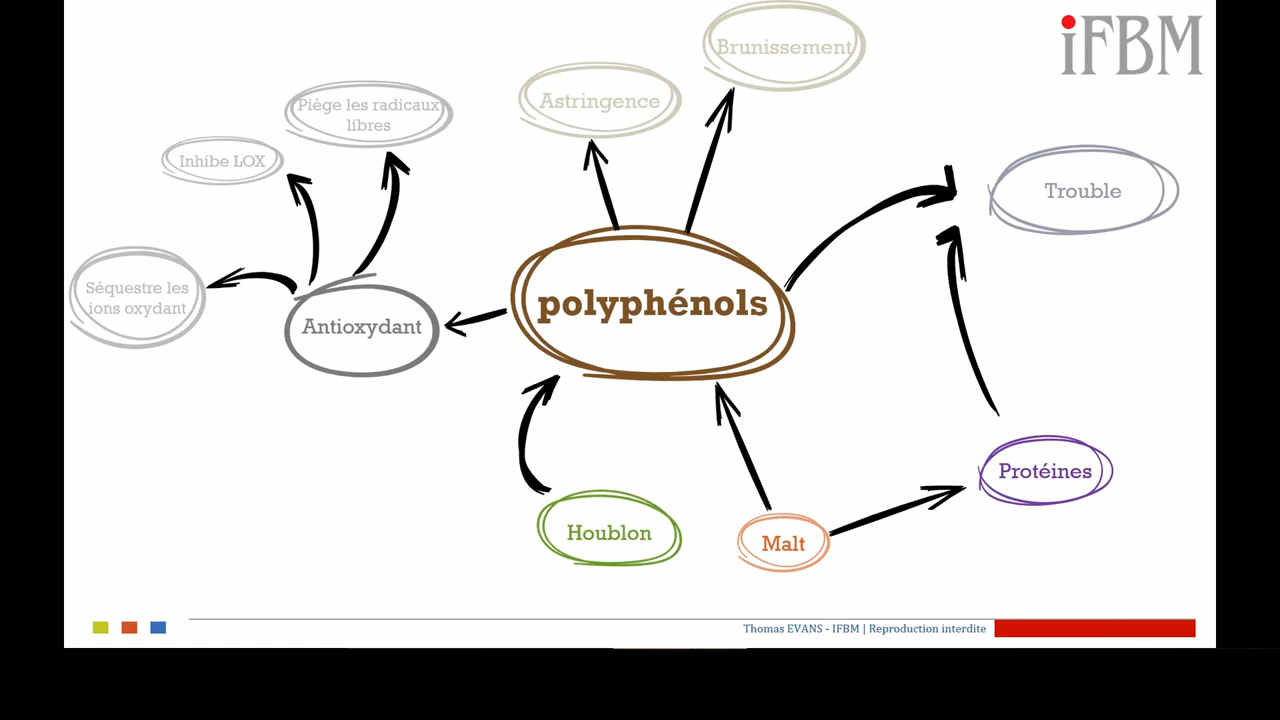 iFBM
Brunissement
Astringence
Piège les radicaux
libres
Inhibe LOX
Trouble
Séquestre les
ions oxydant
Antioxydant
polyphénols
Protéines
Houblon
Malt
Thomas EVANS - IFBM | Reproduction interdite